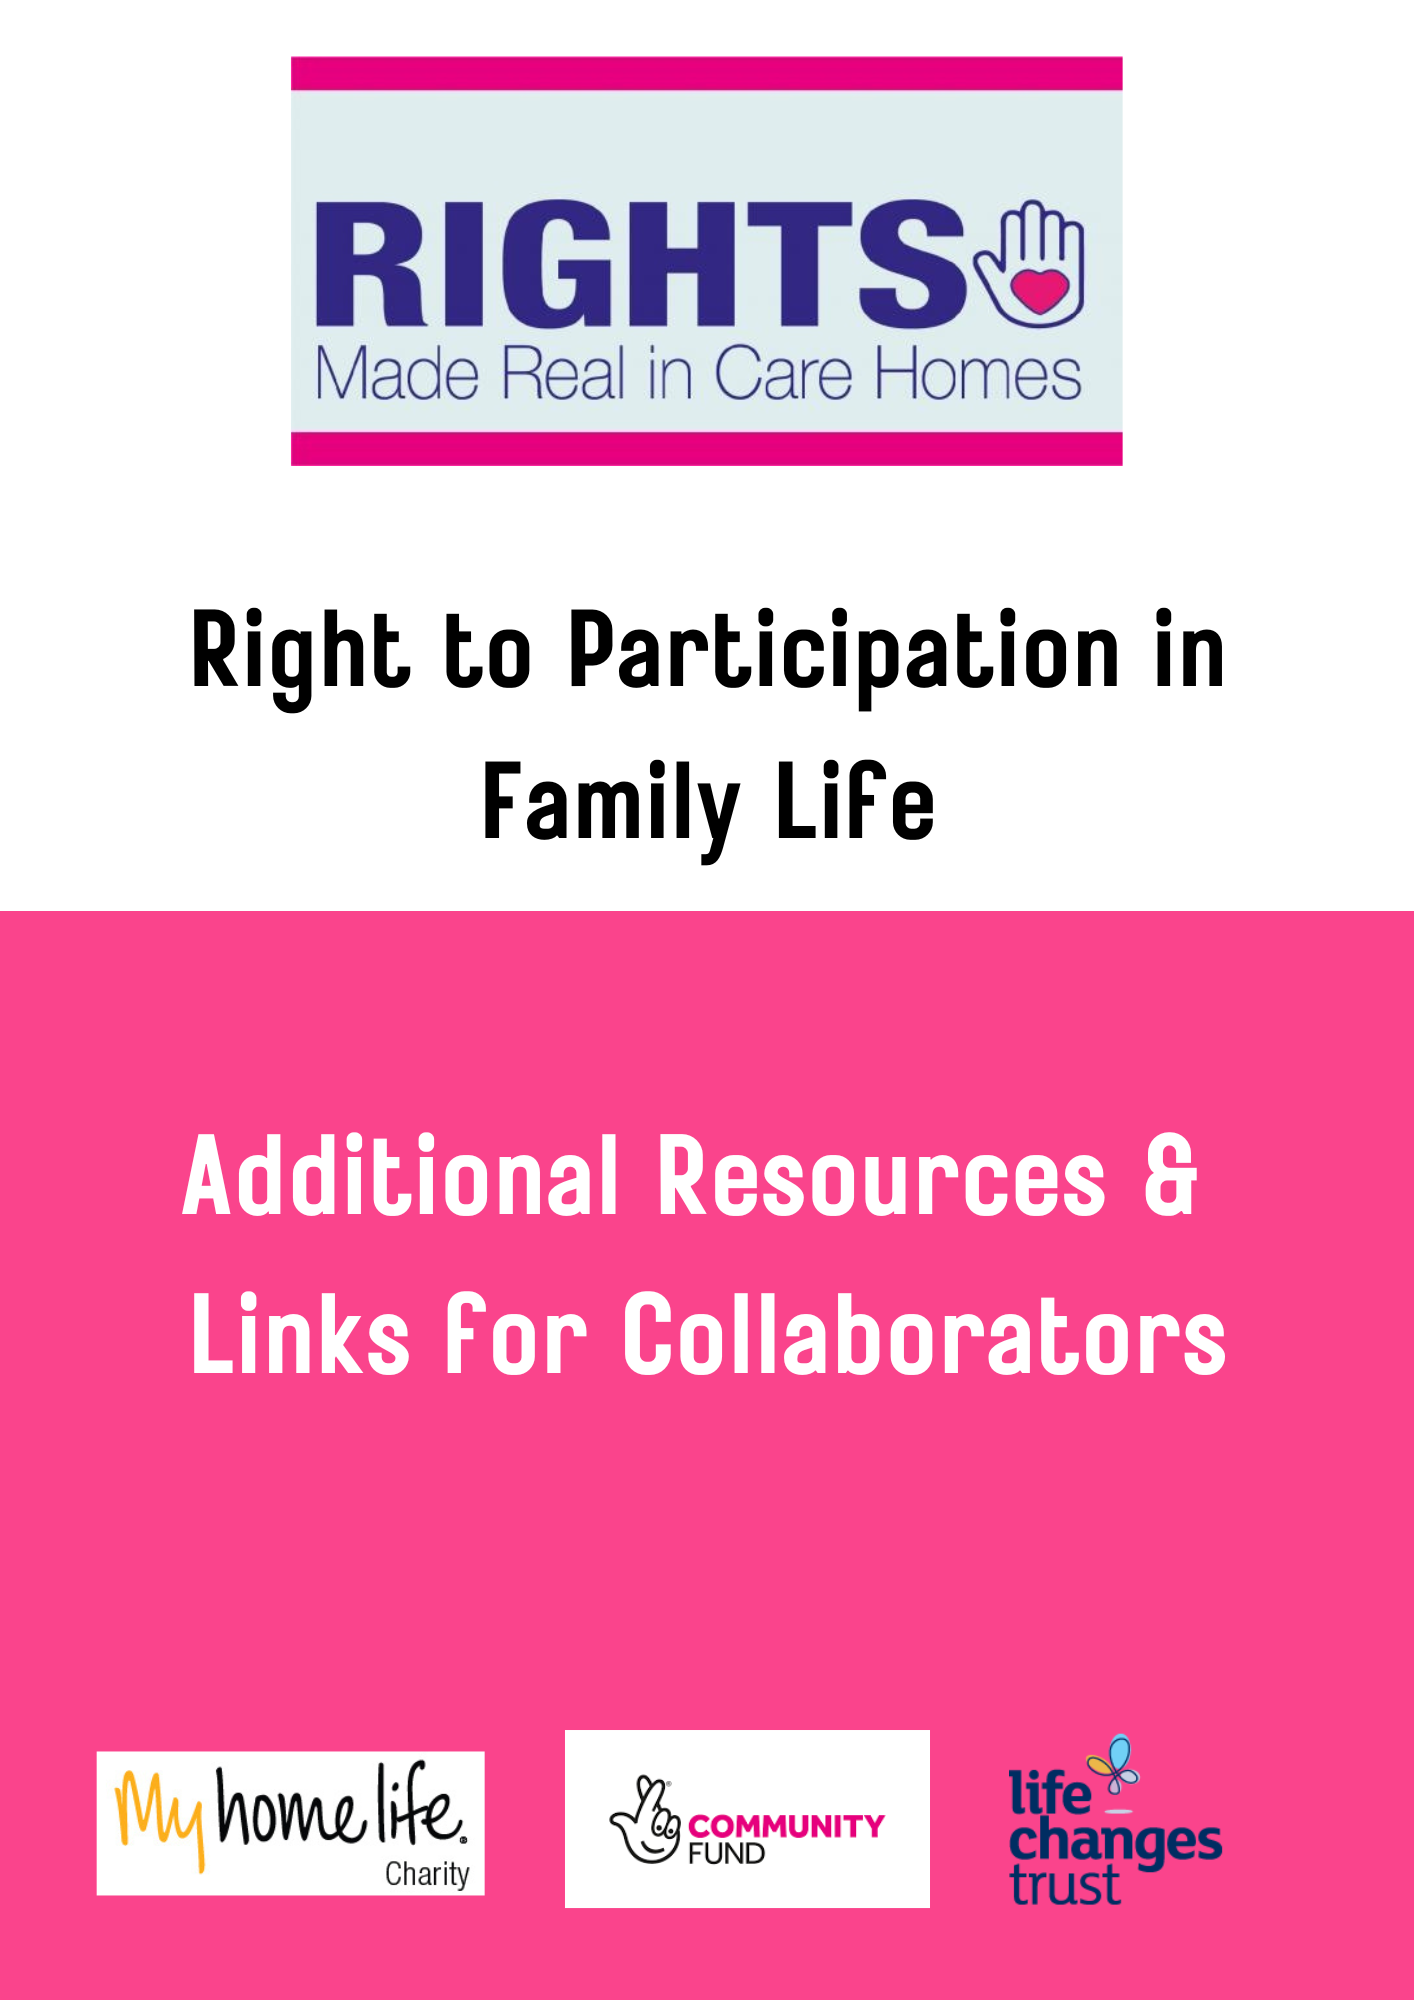 RIGHTS
Made Real in Care Homes
Right to Participation in
Family Life
Additional Resources &
Links for Collaborators
My home life®
Charity
®
COMMUNITY
FUND
life
changes
trust